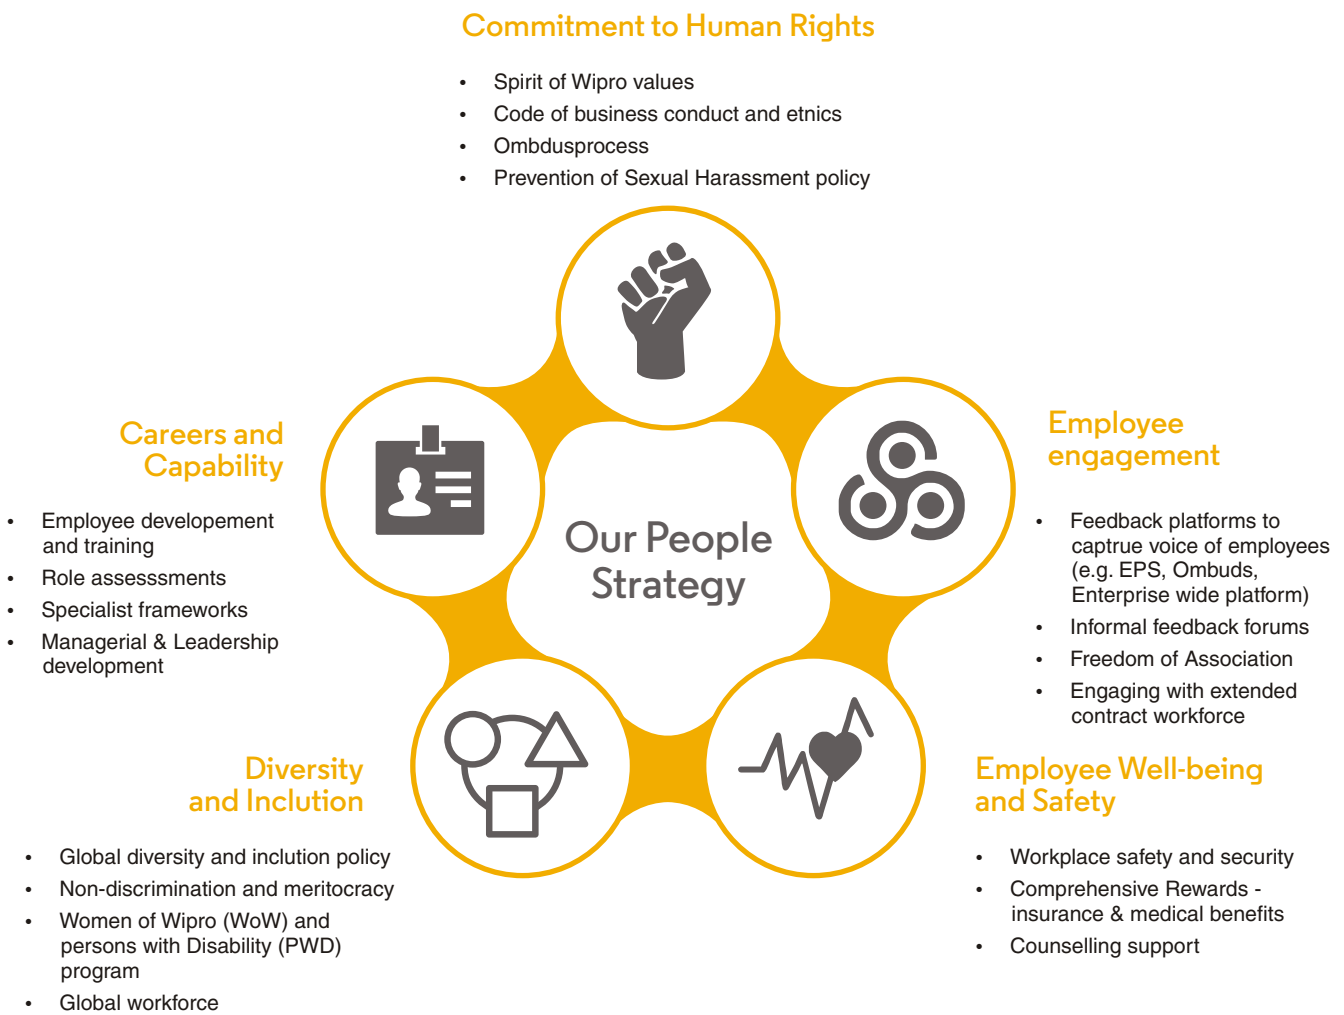 Commitment to Human Rights
• Spirit of Wipro values
• Code of business conduct and etnics
• Ombdusprocess
• Prevention of Sexual Harassment policy
Careers and
Capability
• Employee developement
and training
• Role assesssments
• Specialist frameworks
• Managerial & Leadership
development
Our People
Strategy
Employee
engagement
• Feedback platforms to
captrue voice of employees
(e.g. EPS, Ombuds,
Enterprise wide platform)
• Informal feedback forums
• Freedom of Association
• Engaging with extended
contract workforce
Diversity
and Inclution
• Global diversity and inclution policy
• Non-discrimination and meritocracy
• Women of Wipro (WoW) and
persons with Disability (PWD)
program
• Global workforce
Employee Well-being
and Safety
• Workplace safety and security
• Comprehensive Rewards -
insurance & medical benefits
• Counselling support